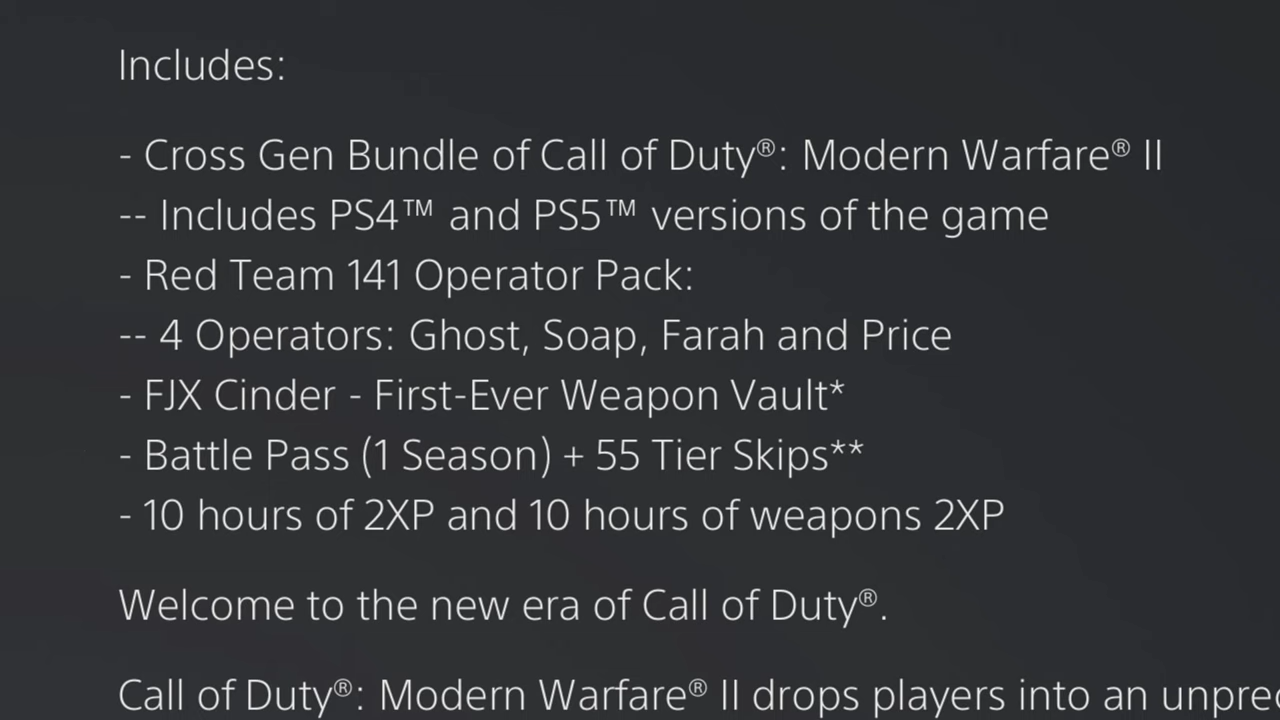 Includes:
- Cross Gen Bundle of Call of Duty®: Modern Warfare® II
-- Includes PS4™ and PS5™ versions of the game
- Red Team 141 Operator Pack:
-- 4 Operators: Ghost, Soap, Farah and Price
- FJX Cinder - First-Ever Weapon Vault*
- Battle Pass (1 Season) + 55 Tier Skips**
- 10 hours of 2XP and 10 hours of weapons 2XP
Welcome to the new era of Call of Duty®.
Call of Duty®: Modern Warfare® II drops players into an